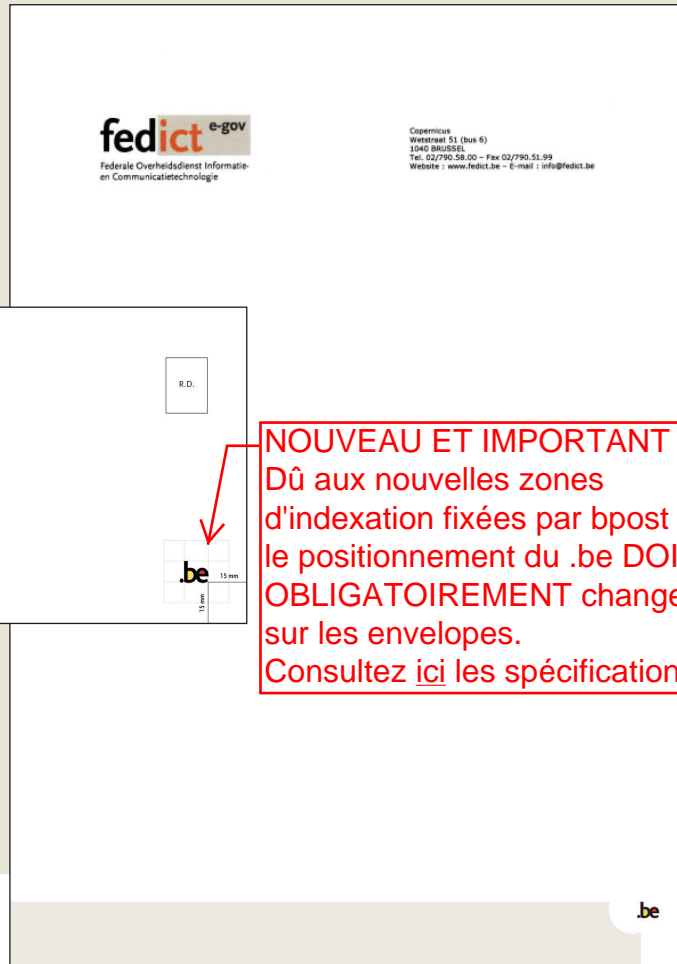 fedict e-gov
Federale Overheidsdienst Informatie-
en Communicatietechnologie
Copernicus
Wetstraat 51 (bus 6)
1040 BRUSSEL
Tel. 02/790.58.00 – Fax 02/790.51.99
Website : www.fedict.be – E-mail : info@fedict.be
R.D.
NOUVEAU ET IMPORTANT
Dû aux nouvelles zones
d'indexation fixées par bpost
le positionnement du .be DOI
OBLIGATOIREMENT change
sur les envelopes.
Consultez ici les spécification
.be
15 mm
15 mm
.be